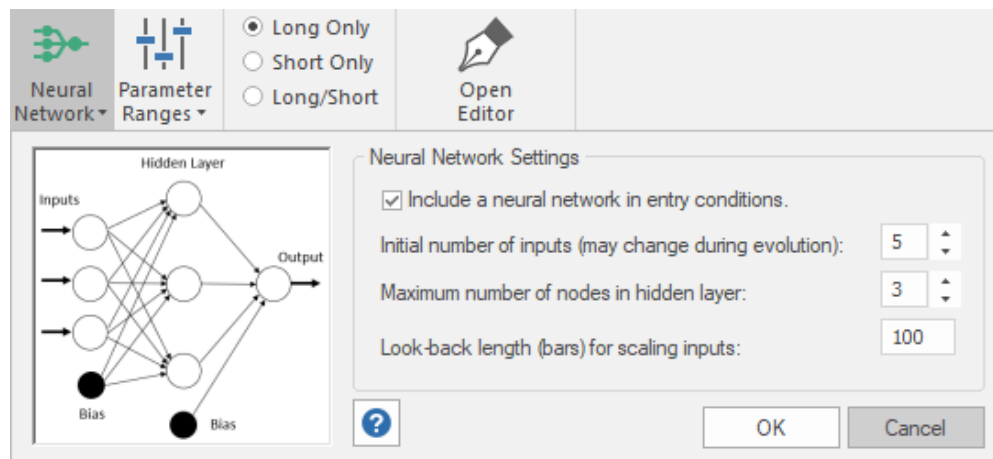 Neural
Network
Parameter
Ranges
Long Only
Short Only
Long/Short
Open
Editor
Hidden Layer
Inputs
Output
Bias
Bias
Neural Network Settings
Include a neural network in entry conditions.
Initial number of inputs (may change during evolution): 5
Maximum number of nodes in hidden layer: 3
Look-back length (bars) for scaling inputs: 100
?
OK
Cancel